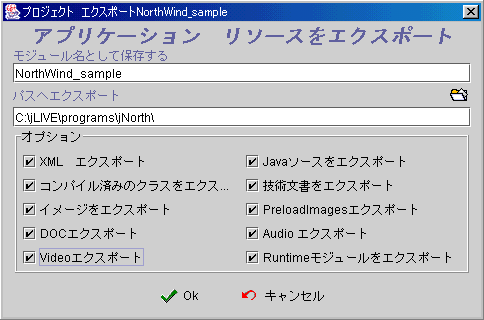 プロジェクト エクスポートNorthWind_sample
アプリケーション リソースをエクスポート
モジュール名として保存する
NorthWind_sample
パスへエクスポート
C:\jLIVE\programs\jNorth\
オプション
XML エクスポート
Javaソースをエクスポート
コンパイル済みのクラスをエクス...
技術文書をエクスポート
イメージをエクスポート
PreloadImagesエクスポート
DOCエクスポート
Audio エクスポート
Videoエクスポート
Runtimeモジュールをエクスポート
Ok
キャンセル